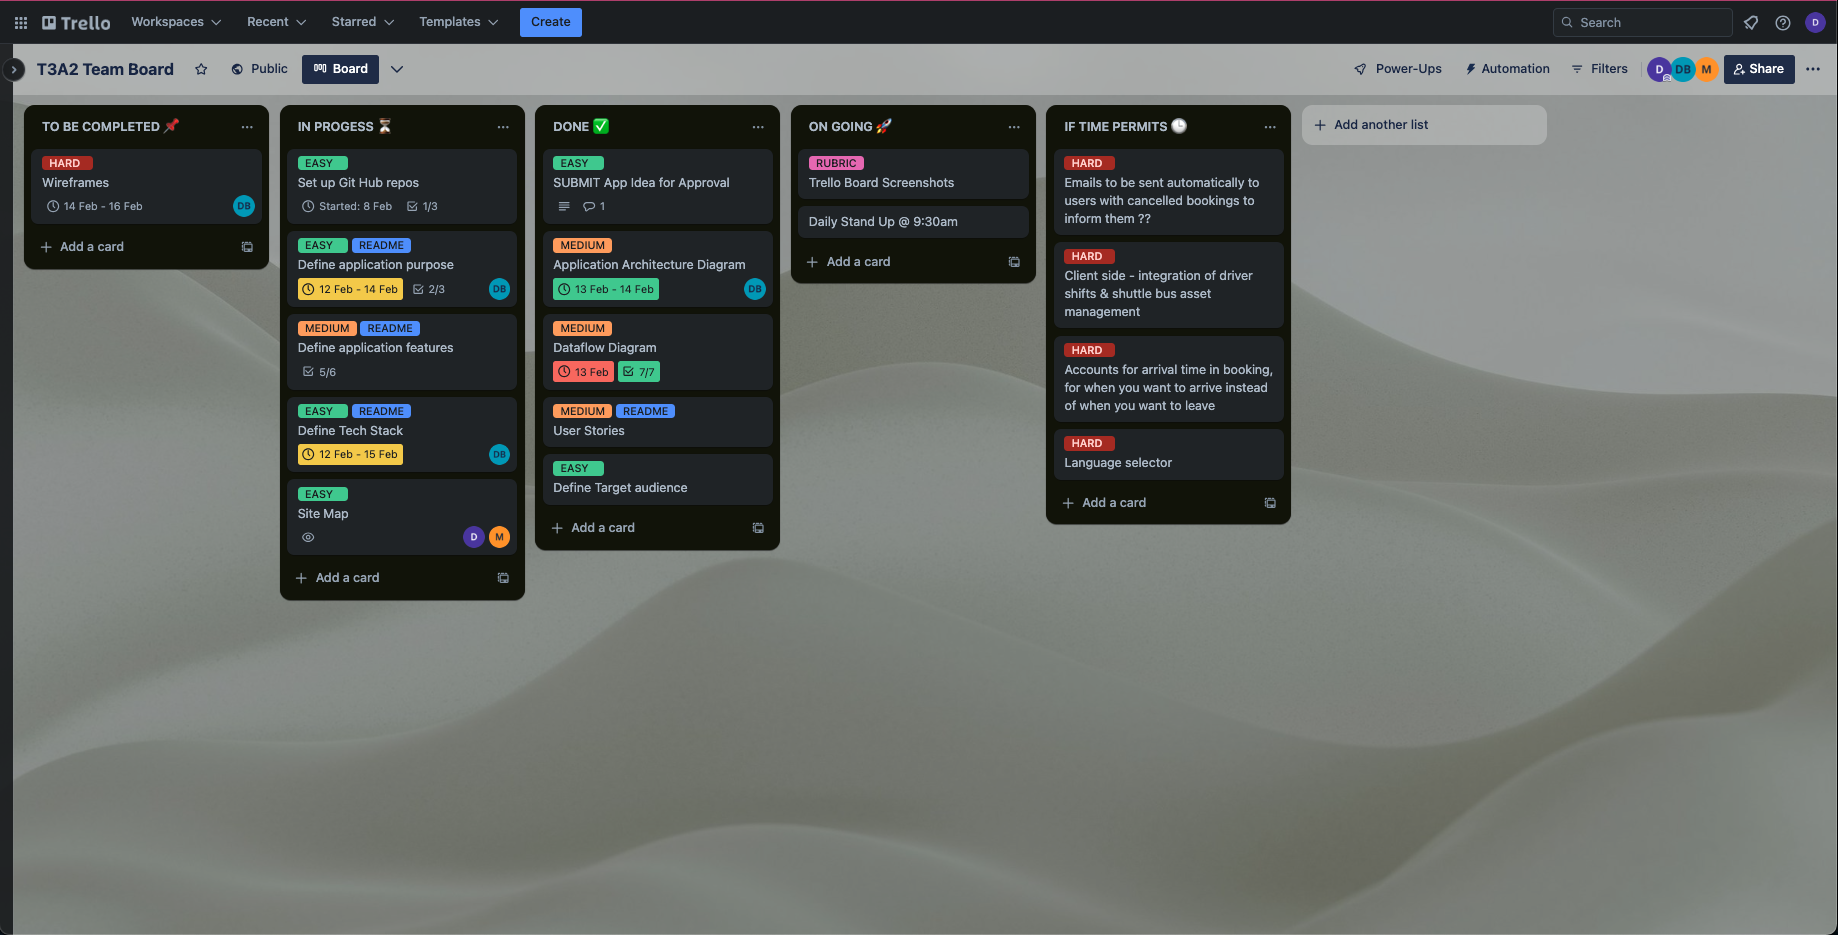 Trello
Workspaces
Recent
Starred
Templates
Create
Search
D
T3A2 Team Board
Public
Board
Power-Ups
Automation
Filters
D
DB
M
Share
TO BE COMPLETED 📌
HARD
Wireframes
14 Feb - 16 Feb
DB
+ Add a card
IN PROGESS ⏳
EASY
Set up Git Hub repos
Started: 8 Feb 1/3
EASY README
Define application purpose
12 Feb - 14 Feb 2/3 DB
MEDIUM README
Define application features
5/6
EASY README
Define Tech Stack
12 Feb - 15 Feb DB
EASY
Site Map
D M
+ Add a card
DONE ✅
EASY
SUBMIT App Idea for Approval
1
MEDIUM
Application Architecture Diagram
13 Feb - 14 Feb DB
MEDIUM
Dataflow Diagram
13 Feb 7/7
MEDIUM README
User Stories
EASY
Define Target audience
+ Add a card
ON GOING 🚀
RUBRIC
Trello Board Screenshots
Daily Stand Up @ 9:30am
+ Add a card
IF TIME PERMITS 🕒
HARD
Emails to be sent automatically to
users with cancelled bookings to
inform them ??
HARD
Client side - integration of driver
shifts & shuttle bus asset
management
HARD
Accounts for arrival time in booking,
for when you want to arrive instead
of when you want to leave
HARD
Language selector
+ Add a card
+ Add another list